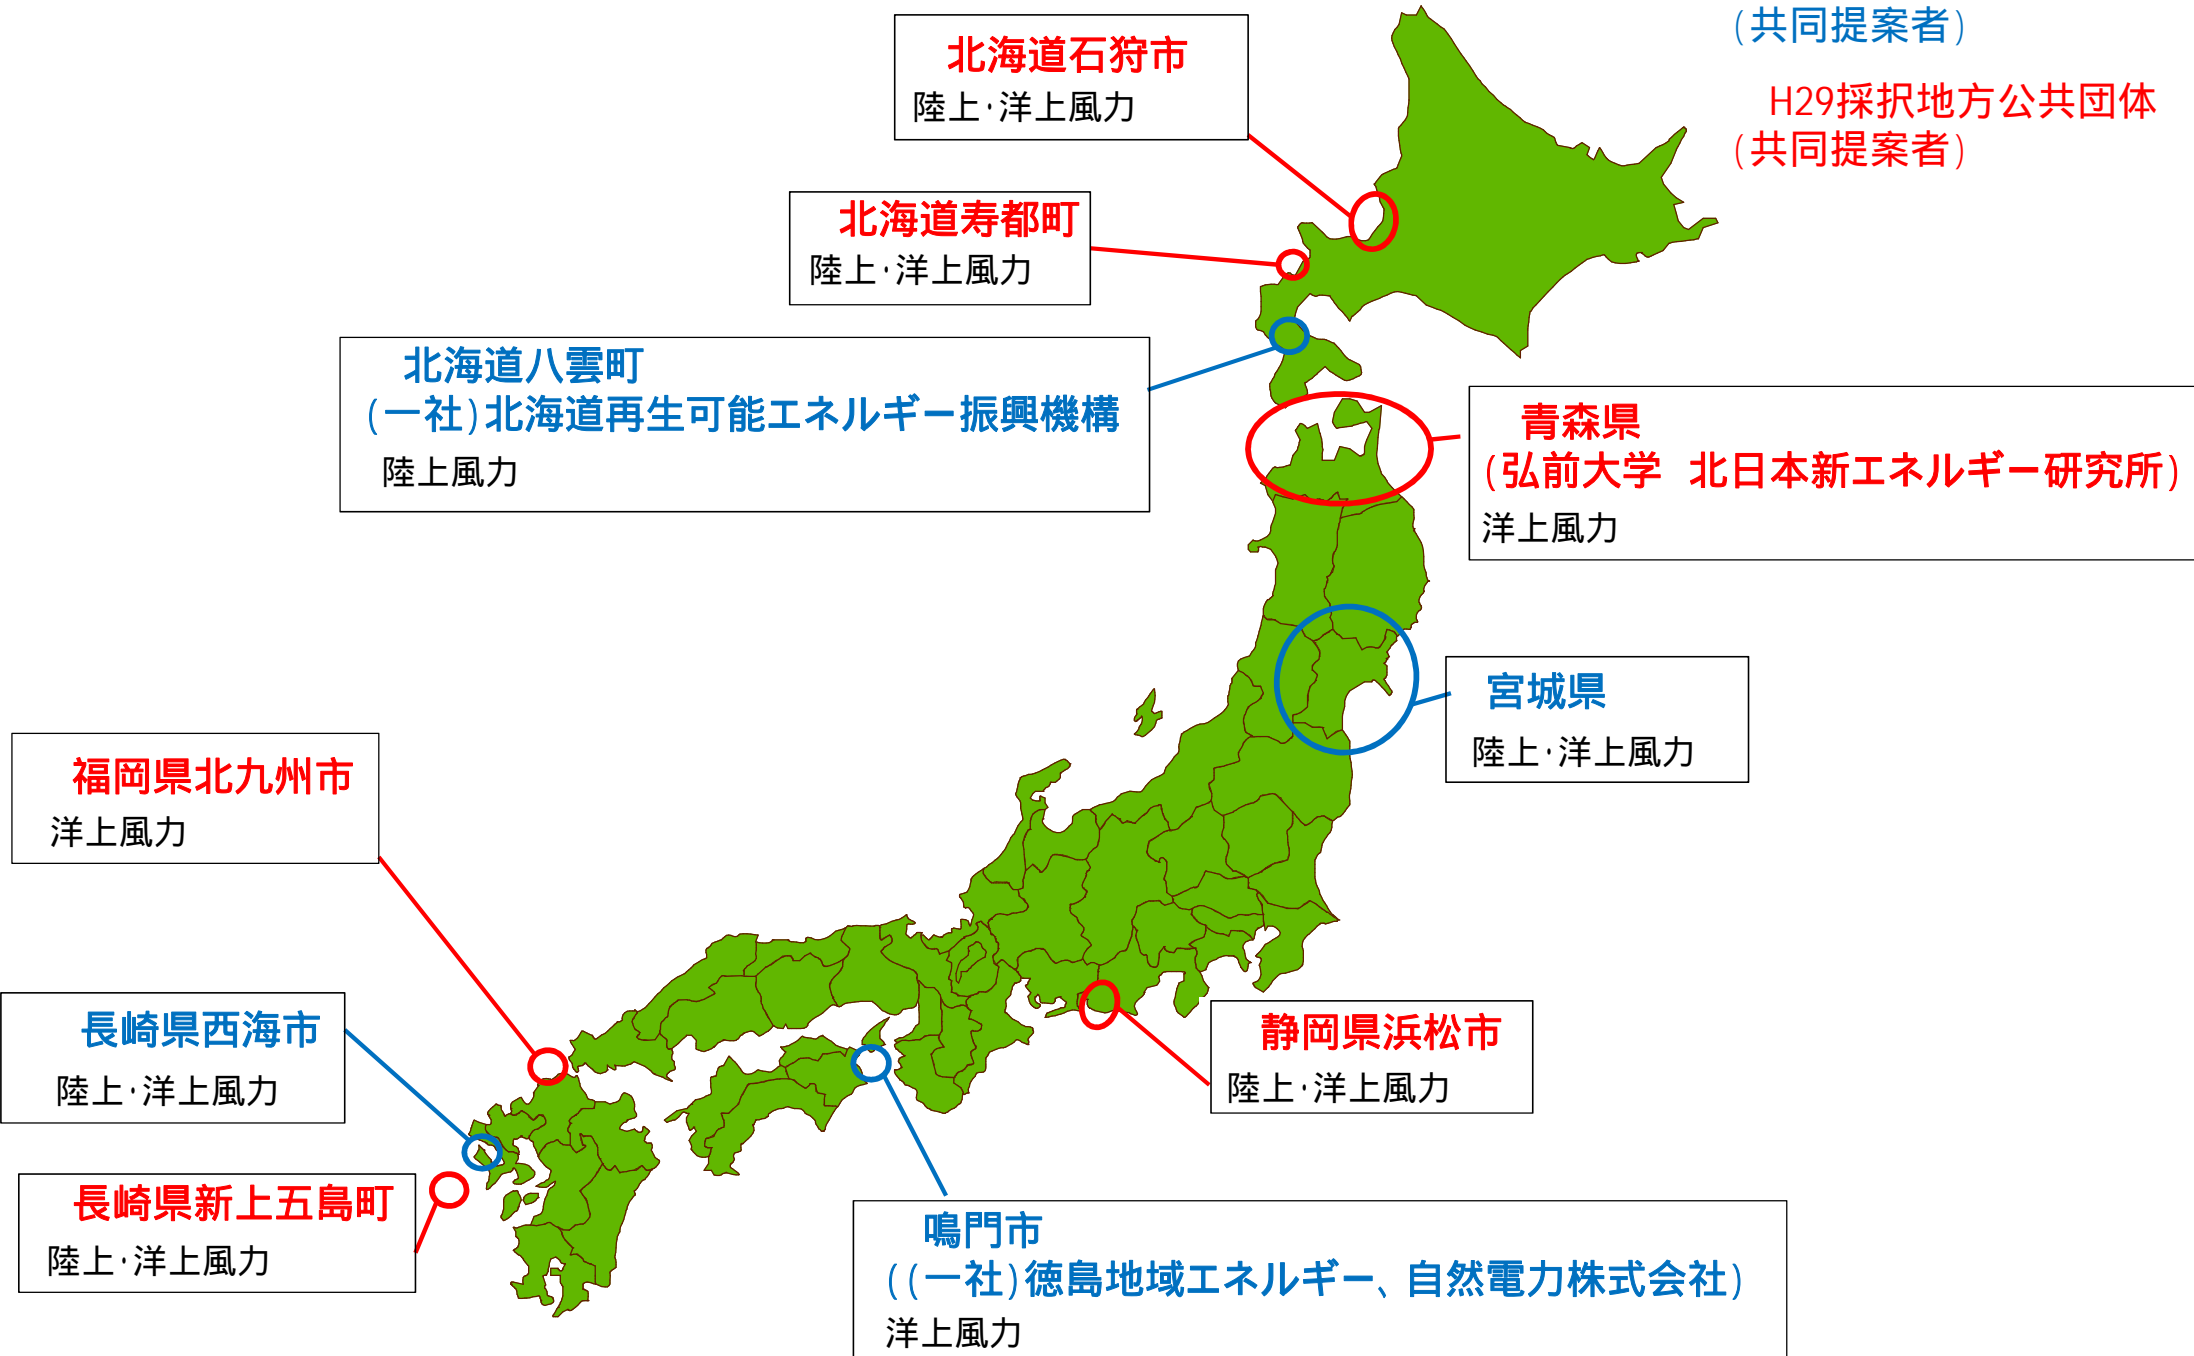 (共同提案者)
H29採択地方公共団体
(共同提案者)
北海道石狩市
陸上・洋上風力
北海道寿都町
陸上・洋上風力
北海道八雲町
(一社)北海道再生可能エネルギー振興機構
陸上風力
青森県
(弘前大学　北日本新エネルギー研究所)
洋上風力
宮城県
陸上・洋上風力
福岡県北九州市
洋上風力
長崎県西海市
陸上・洋上風力
長崎県新上五島町
陸上・洋上風力
静岡県浜松市
陸上・洋上風力
鳴門市
((一社)徳島地域エネルギー、自然電力株式会社)
洋上風力